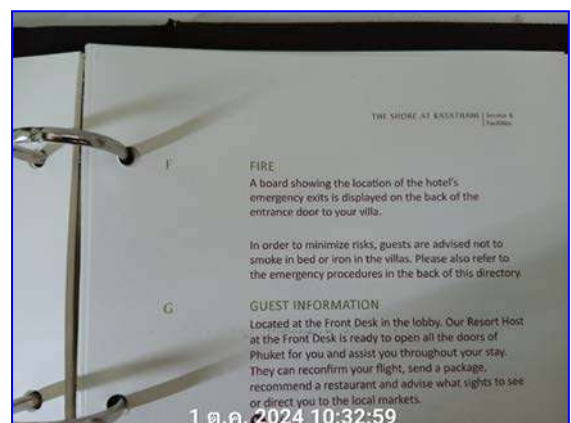 THE SHORE AT KATATHANI | Service &
Facilities
F
FIRE
A board showing the location of the hotel's
emergency exits is displayed on the back of the
entrance door to your villa.
In order to minimize risks, guests are advised not to
smoke in bed or iron in the villas. Please also refer to
the emergency procedures in the back of this directory.
G
GUEST INFORMATION
Located at the Front Desk in the lobby. Our Resort Host
at the Front Desk is ready to open all the doors of
Phuket for you and assist you throughout your stay.
They can reconfirm your flight, send a package,
recommend a restaurant and advise what sights to see
or direct you to the local markets.
1 ต.ค. 2024 10:32:59